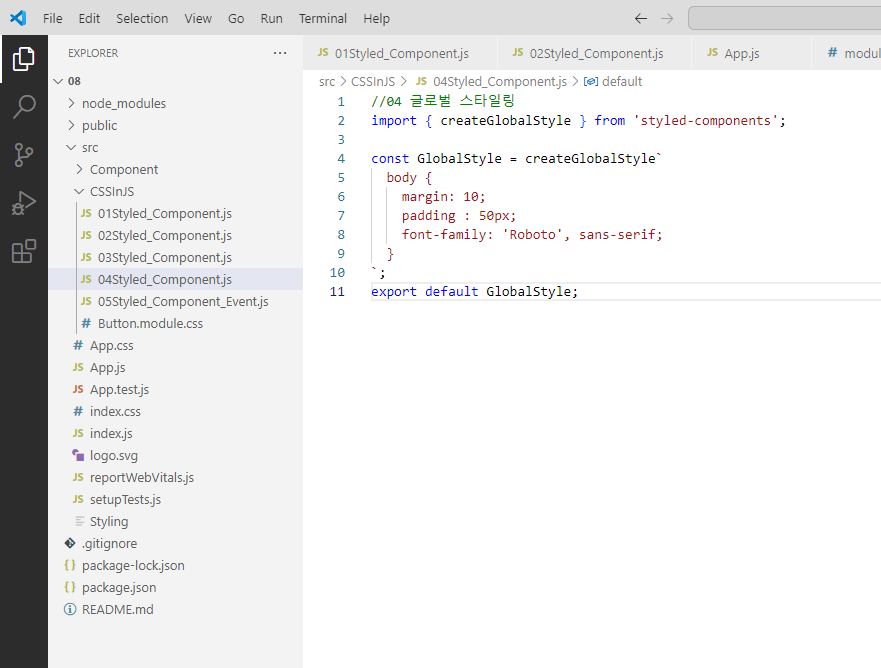 File Edit Selection View Go Run Terminal Help
EXPLORER ···
JS 01Styled_Component.js JS 02Styled_Component.js JS App.js # modul
08
src > CSSInJS > JS 04Styled_Component.js > default
node_modules
public
src
Component
CSSInJS
JS 01Styled_Component.js
JS 02Styled_Component.js
JS 03Styled_Component.js
JS 04Styled_Component.js
JS 05Styled_Component_Event.js
# Button.module.css
# App.css
JS App.js
JS App.test.js
# index.css
JS index.js
logo.svg
JS reportWebVitals.js
JS setupTests.js
Styling
.gitignore
{} package-lock.json
{} package.json
README.md
1 //04 글로벌 스타일링
2 import { createGlobalStyle } from 'styled-components';
3
4 const GlobalStyle = createGlobalStyle`
5 body {
6 margin: 10;
7 padding : 50px;
8 font-family: 'Roboto', sans-serif;
9 }
10 `;
11 export default GlobalStyle;